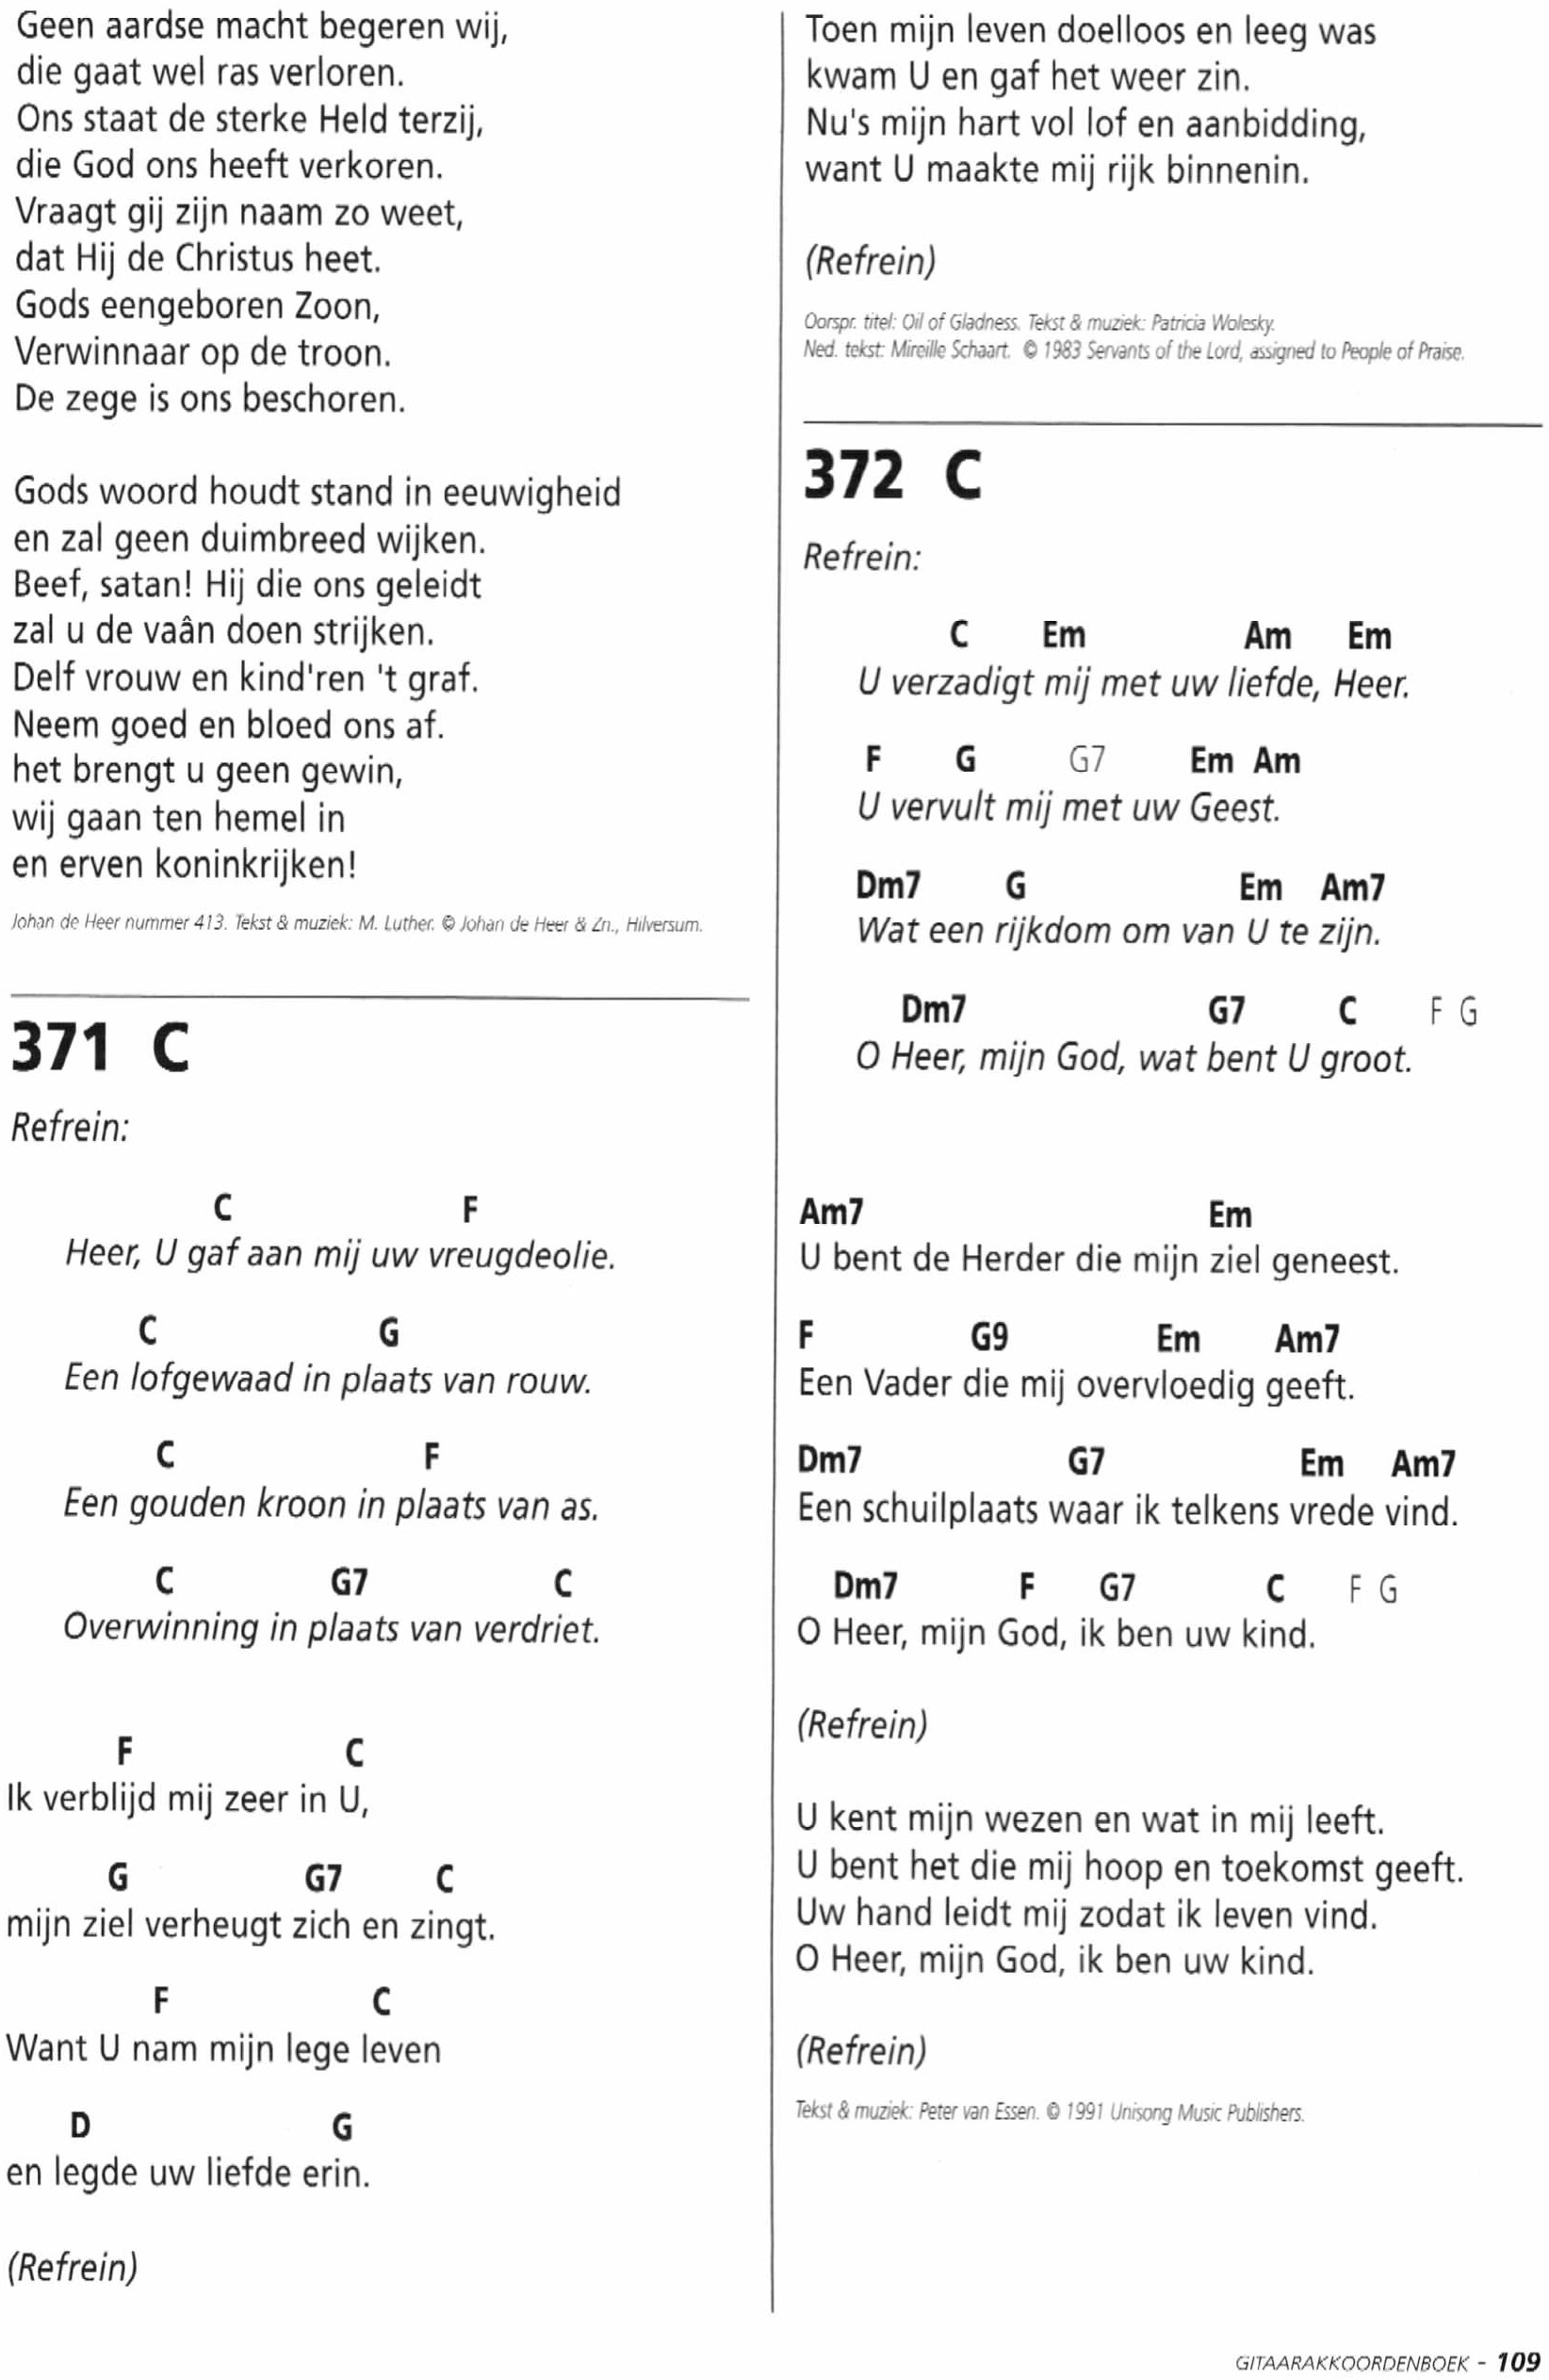 Geen aardse macht begeren wij,
die gaat wel ras verloren.
Ons staat de sterke Held terzij,
die God ons heeft verkoren.
Vraagt gij zijn naam zo weet,
dat Hij de Christus heet.
Gods eengeboren Zoon,
Verwinnaar op de troon.
De zege is ons beschoren.

Gods woord houdt stand in eeuwigheid
en zal geen duimbreed wijken.
Beef, satan! Hij die ons geleidt
zal u de vaân doen strijken.
Delf vrouw en kind'ren 't graf.
Neem goed en bloed ons af.
het brengt u geen gewin,
wij gaan ten hemel in
en erven koninkrijken!

Johan de Heer nummer 413. Tekst & muziek: M. Luther. © Johan de Heer & Zn., Hilversum.

371 C

Refrein:

C F
Heer, U gaf aan mij uw vreugdeolie.
C G
Een lofgewaad in plaats van rouw.
C F
Een gouden kroon in plaats van as.
C G7 C
Overwinning in plaats van verdriet.

F C
Ik verblijd mij zeer in U,
G G7 C
mijn ziel verheugt zich en zingt.
F C
Want U nam mijn lege leven
D G
en legde uw liefde erin.

(Refrein)

Toen mijn leven doelloos en leeg was
kwam U en gaf het weer zin.
Nu's mijn hart vol lof en aanbidding,
want U maakte mij rijk binnenin.

(Refrein)

Oorspr. titel: Oil of Gladness. Tekst & muziek: Patricia Wolesky.
Ned. tekst: Mireille Schaart. © 1983 Servants of the Lord, assigned to People of Praise.

372 C

Refrein:

C Em Am Em
U verzadigt mij met uw liefde, Heer.
F G G7 Em Am
U vervult mij met uw Geest.
Dm7 G Em Am7
Wat een rijkdom om van U te zijn.
Dm7 G7 C F G
O Heer, mijn God, wat bent U groot.

Am7 Em
U bent de Herder die mijn ziel geneest.
F G9 Em Am7
Een Vader die mij overvloedig geeft.
Dm7 G7 Em Am7
Een schuilplaats waar ik telkens vrede vind.
Dm7 F G7 C F G
O Heer, mijn God, ik ben uw kind.

(Refrein)

U kent mijn wezen en wat in mij leeft.
U bent het die mij hoop en toekomst geeft.
Uw hand leidt mij zodat ik leven vind.
O Heer, mijn God, ik ben uw kind.

(Refrein)

Tekst & muziek: Peter van Essen. © 1991 Unisong Music Publishers.

GITAARAKKOORDENBOEK - 109